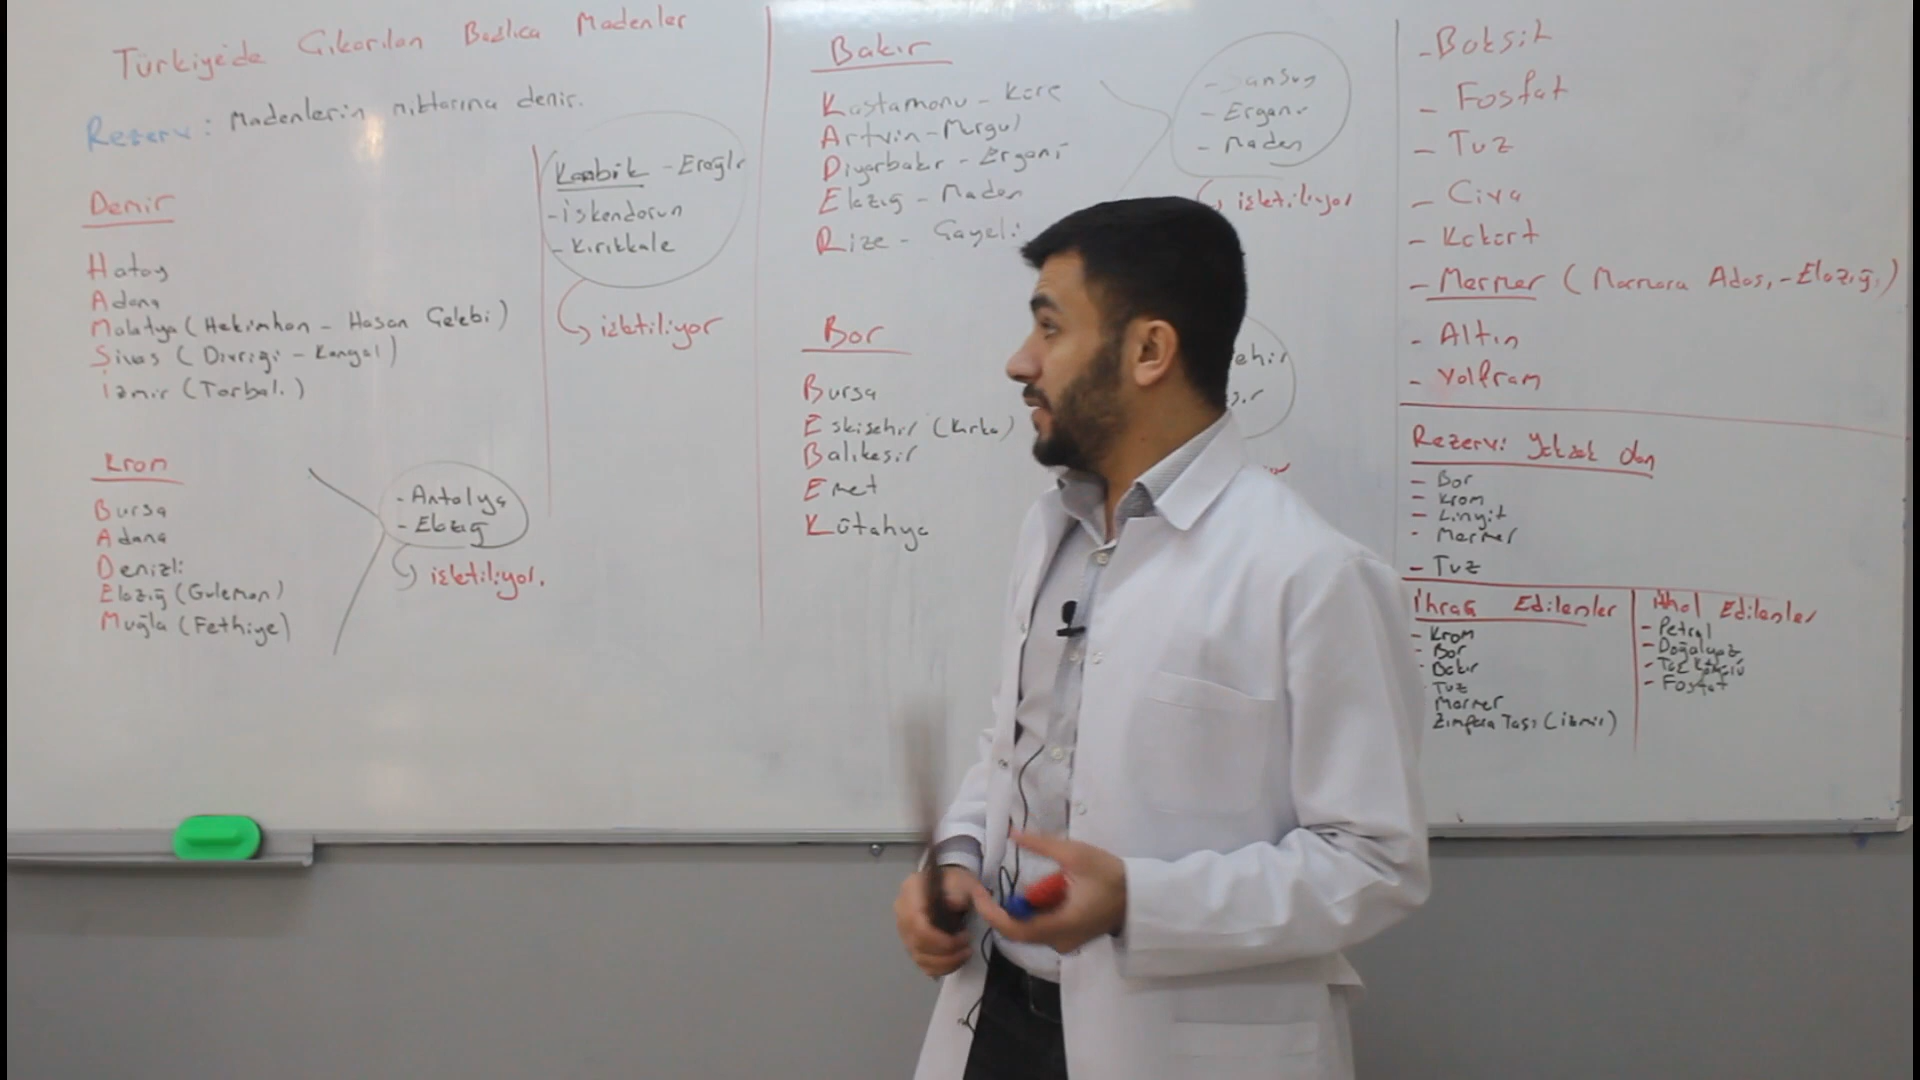 Türkiye'de Çıkarılan Başlıca Madenler
Rezerv: Madenlerin miktarına denir.
Demir
Hatay
Adana
Malatya (Hekimhan - Hasan Çelebi)
Sivas (Divriği - Kangal)
İzmir (Torbalı)
Karabük - Ereğli
- İskenderun
- Kırıkkale
işletiliyor
Krom
Bursa
Adana
Denizli
Elazığ (Guleman)
Muğla (Fethiye)
- Antalya
- Elazığ
işletiliyor.
Bakır
Kastamonu - Küre
Artvin - Murgul
Diyarbakır - Ergani
Elazığ - Maden
Rize - Çayeli
- Samsun
- Ergani
- Maden
işletiliyor
Bor
Bursa
Eskişehir (Kırka)
Balıkesir
Emet
Kütahya
- Boksit
- Fosfat
- Tuz
- Civa
- Kükürt
- Mermer (Marmara Adası - Elazığ)
- Altın
- Volfram
Rezervi Yüksek Olan
- Bor
- Krom
- Linyit
- Mermer
- Tuz
İhraç Edilenler
- Krom
- Bor
- Bakır
Tuz
Mermer
Zımpara Taşı (İzmir)
İthal Edilenler
- Petrol
- Doğalgaz
- Taş Kömürü
- Fosfat